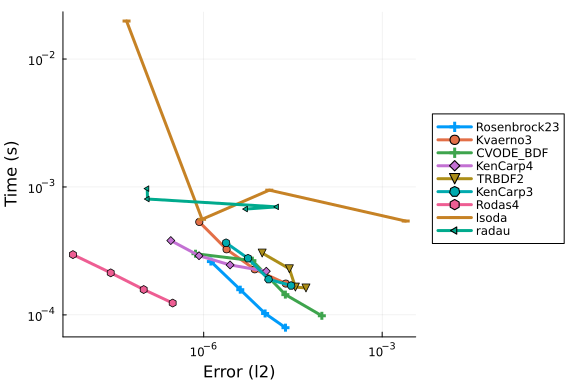 10⁻²
10⁻³
10⁻⁴
Time (s)
10⁻⁶
10⁻³
Error (l2)
Rosenbrock23
Kvaerno3
CVODE_BDF
KenCarp4
TRBDF2
KenCarp3
Rodas4
lsoda
radau